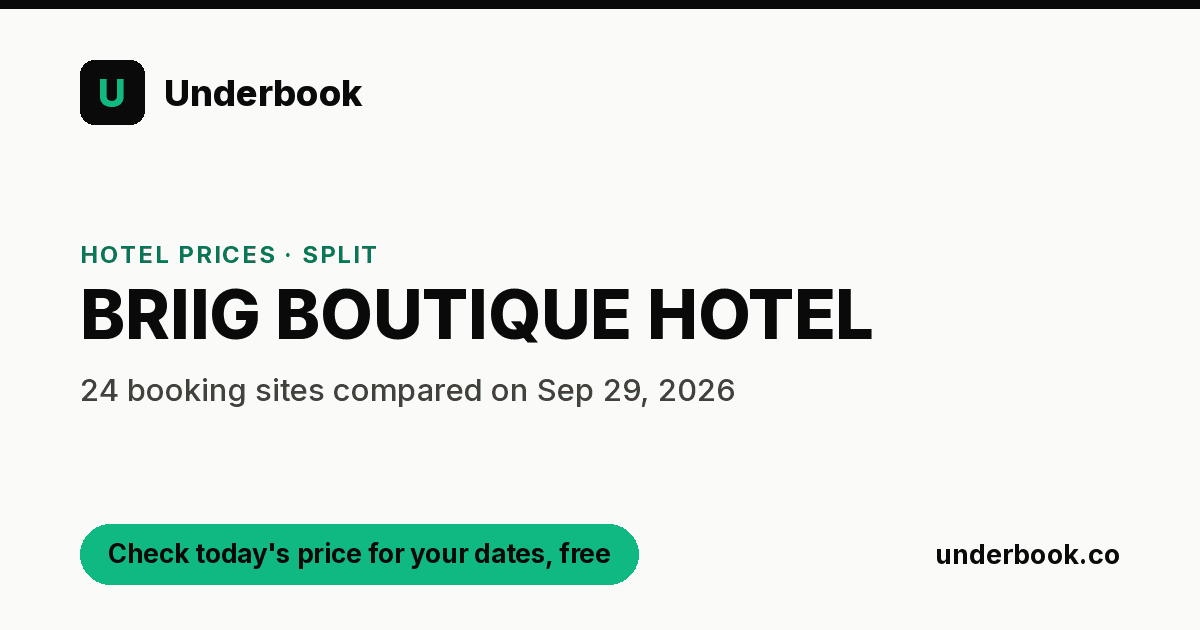 U Underbook
HOTEL PRICES · SPLIT
BRIIG BOUTIQUE HOTEL
24 booking sites compared on Sep 29, 2026
Check today's price for your dates, free
underbook.co